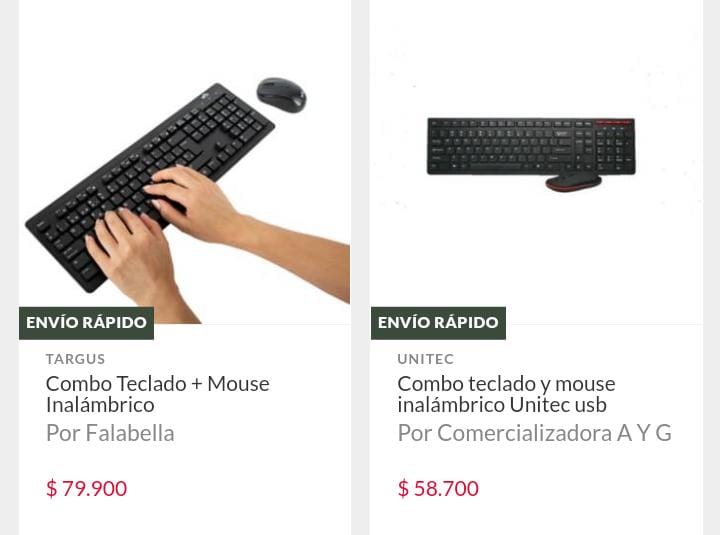 ENVÍO RÁPIDO
TARGUS
Combo Teclado + Mouse
Inalámbrico
Por Falabella
$ 79.900
ENVÍO RÁPIDO
UNITEC
Combo teclado y mouse
inalámbrico Unitec usb
Por Comercializadora A Y G
$ 58.700